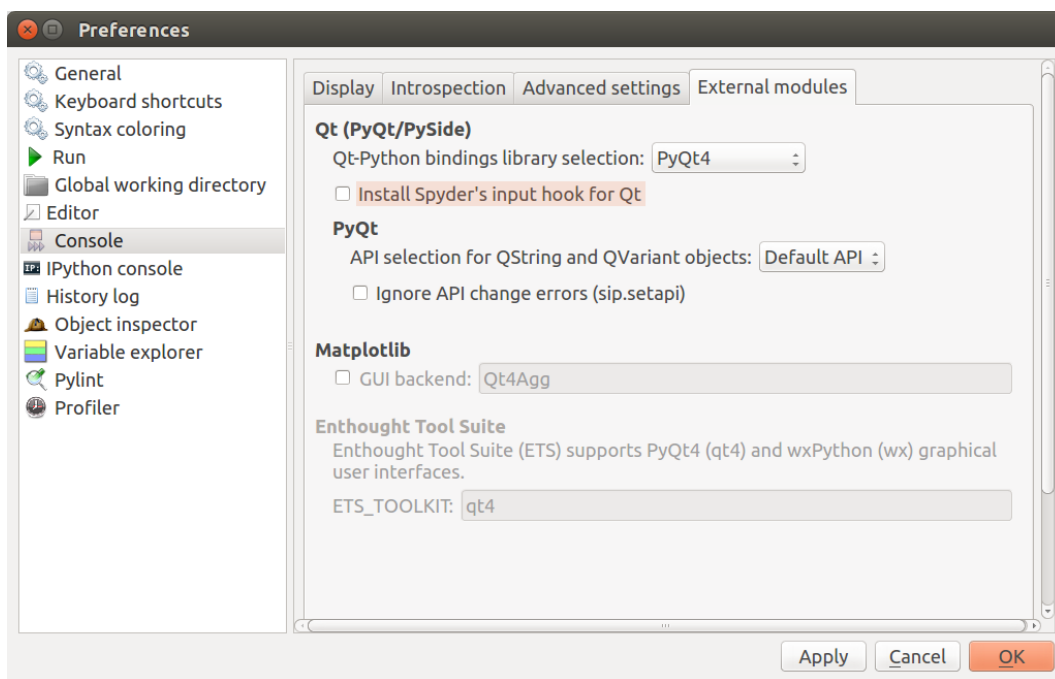 Preferences
General
Keyboard shortcuts
Syntax coloring
Run
Global working directory
Editor
Console
IP: IPython console
History log
Object inspector
Variable explorer
Pylint
Profiler
Display Introspection Advanced settings External modules
Qt (PyQt/PySide)
Qt-Python bindings library selection: PyQt4
Install Spyder's input hook for Qt
PyQt
API selection for QString and QVariant objects: Default API
Ignore API change errors (sip.setapi)
Matplotlib
GUI backend: Qt4Agg
Enthought Tool Suite
Enthought Tool Suite (ETS) supports PyQt4 (qt4) and wxPython (wx) graphical
user interfaces.
ETS_TOOLKIT: qt4
Apply Cancel OK